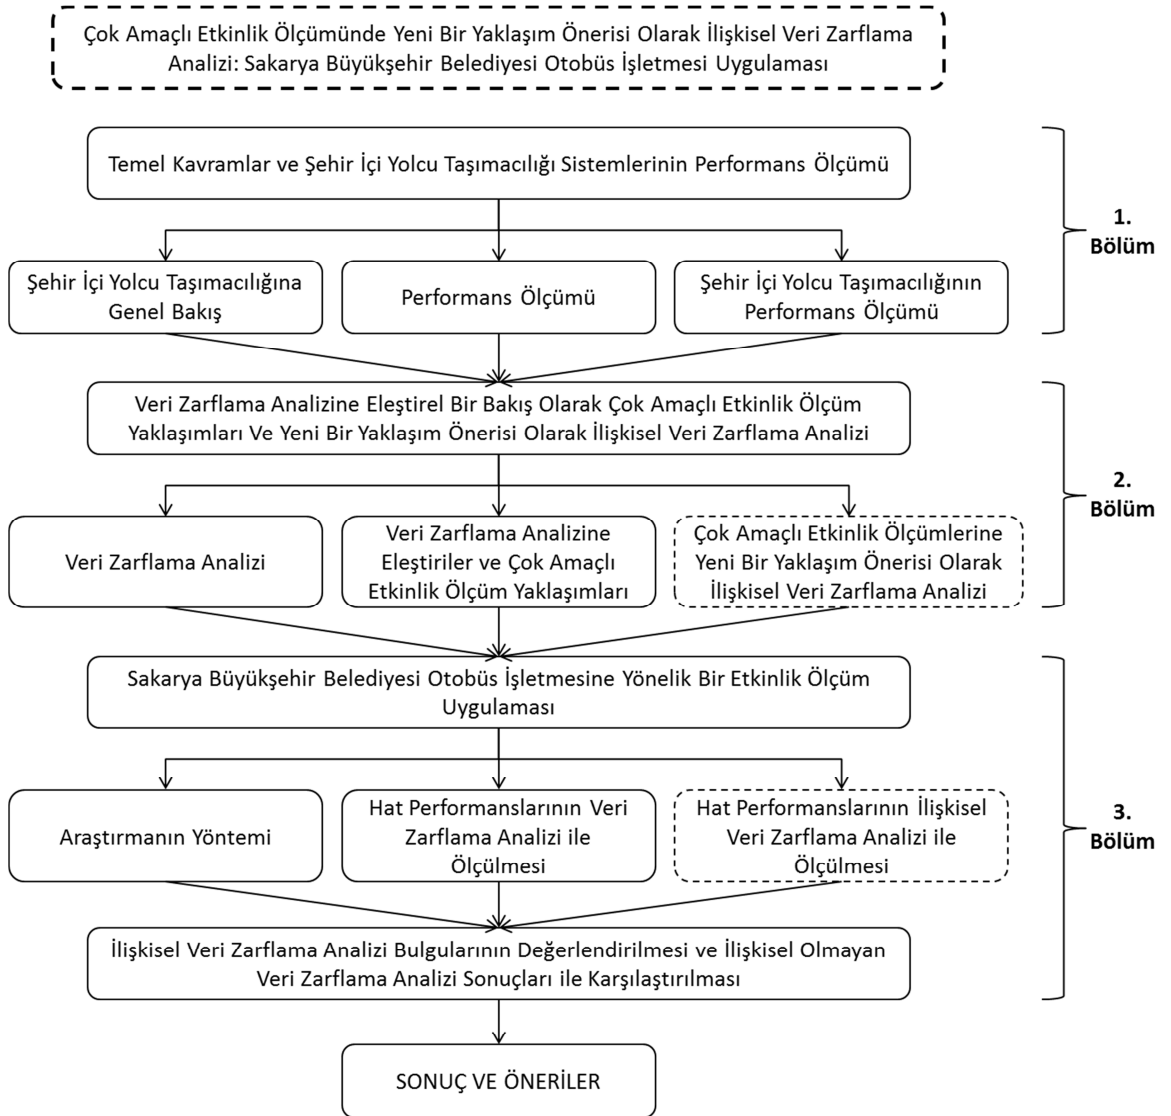 Çok Amaçlı Etkinlik Ölçümünde Yeni Bir Yaklaşım Önerisi Olarak İlişkisel Veri Zarflama
Analizi: Sakarya Büyükşehir Belediyesi Otobüs İşletmesi Uygulaması
Temel Kavramlar ve Şehir İçi Yolcu Taşımacılığı Sistemlerinin Performans Ölçümü
1.
Bölüm
Şehir İçi Yolcu Taşımacılığına
Genel Bakış
Performans Ölçümü
Şehir İçi Yolcu Taşımacılığının
Performans Ölçümü
Veri Zarflama Analizine Eleştirel Bir Bakış Olarak Çok Amaçlı Etkinlik Ölçüm
Yaklaşımları Ve Yeni Bir Yaklaşım Önerisi Olarak İlişkisel Veri Zarflama Analizi
2.
Bölüm
Veri Zarflama Analizi
Veri Zarflama Analizine
Eleştiriler ve Çok Amaçlı
Etkinlik Ölçüm Yaklaşımları
Çok Amaçlı Etkinlik Ölçümlerine
Yeni Bir Yaklaşım Önerisi Olarak
İlişkisel Veri Zarflama Analizi
Sakarya Büyükşehir Belediyesi Otobüs İşletmesine Yönelik Bir Etkinlik Ölçüm
Uygulaması
3.
Bölüm
Araştırmanın Yöntemi
Hat Performanslarının Veri
Zarflama Analizi ile
Ölçülmesi
Hat Performanslarının İlişkisel
Veri Zarflama Analizi ile
Ölçülmesi
İlişkisel Veri Zarflama Analizi Bulgularının Değerlendirilmesi ve İlişkisel Olmayan
Veri Zarflama Analizi Sonuçları ile Karşılaştırılması
SONUÇ VE ÖNERİLER